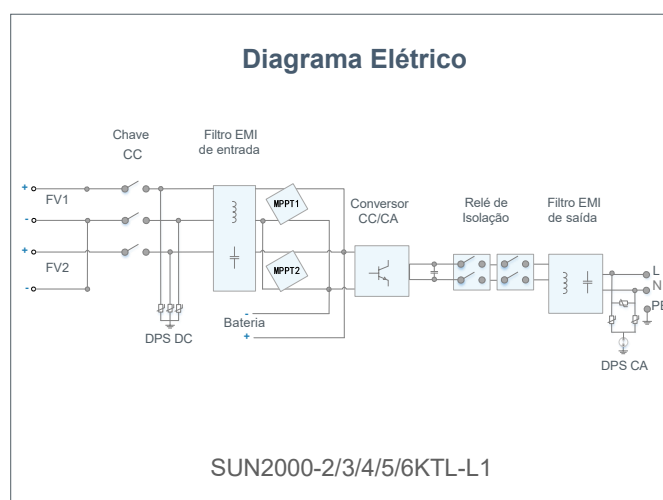 Diagrama Elétrico
Chave
CC
Filtro EMI
de entrada
+
FV1
-
+
FV2
-
MPPT1
MPPT2
Conversor
CC/CA
Relé de
Isolação
Filtro EMI
de saída
L
N
PE
DPS DC
Bateria
-
+
DPS CA
SUN2000-2/3/4/5/6KTL-L1